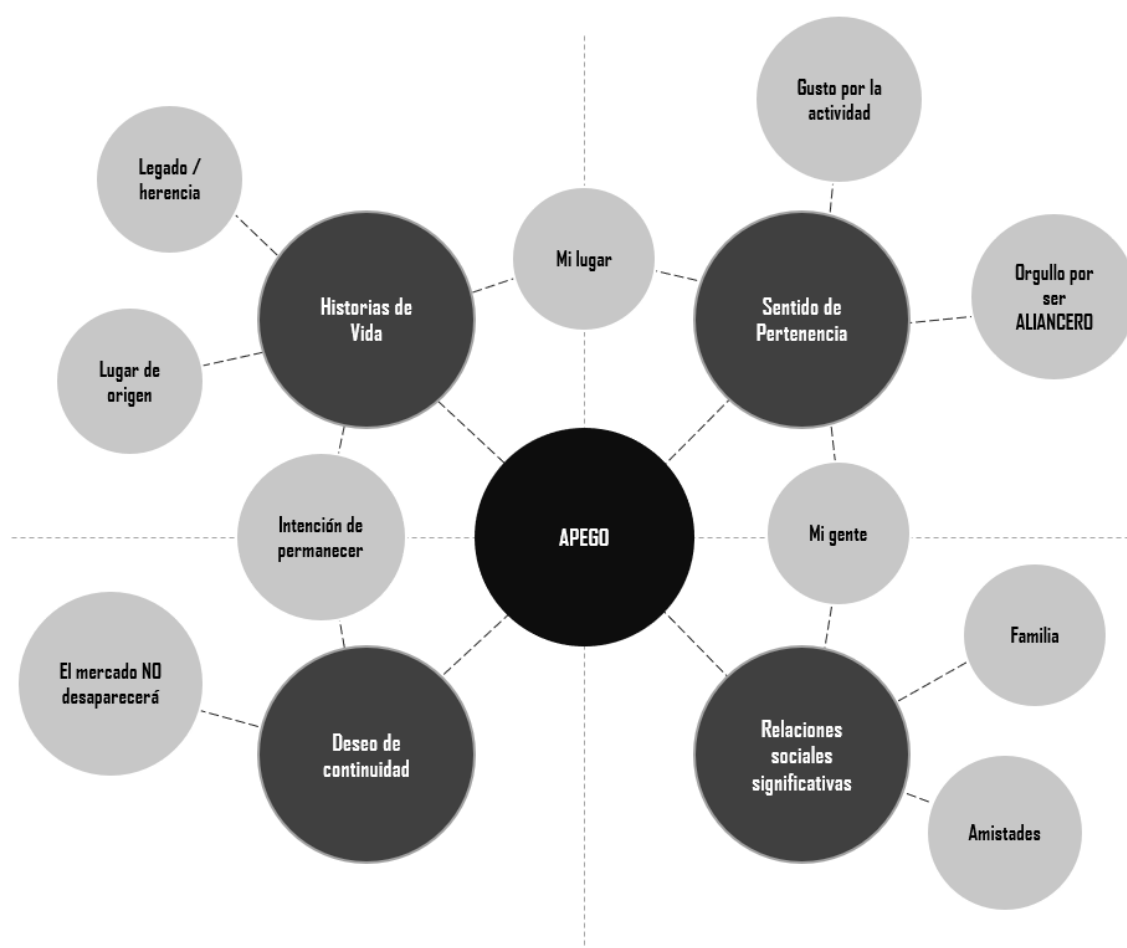 Gusto por la
actividad
Legado /
herencia
Mi lugar
Orgullo por
ser
ALIANCERO
Historias de
Vida
Sentido de
Pertenencia
Lugar de
origen
Intención de
permanecer
APEGO
Mi gente
Familia
El mercado NO
desaparecerá
Deseo de
continuidad
Relaciones
sociales
significativas
Amistades